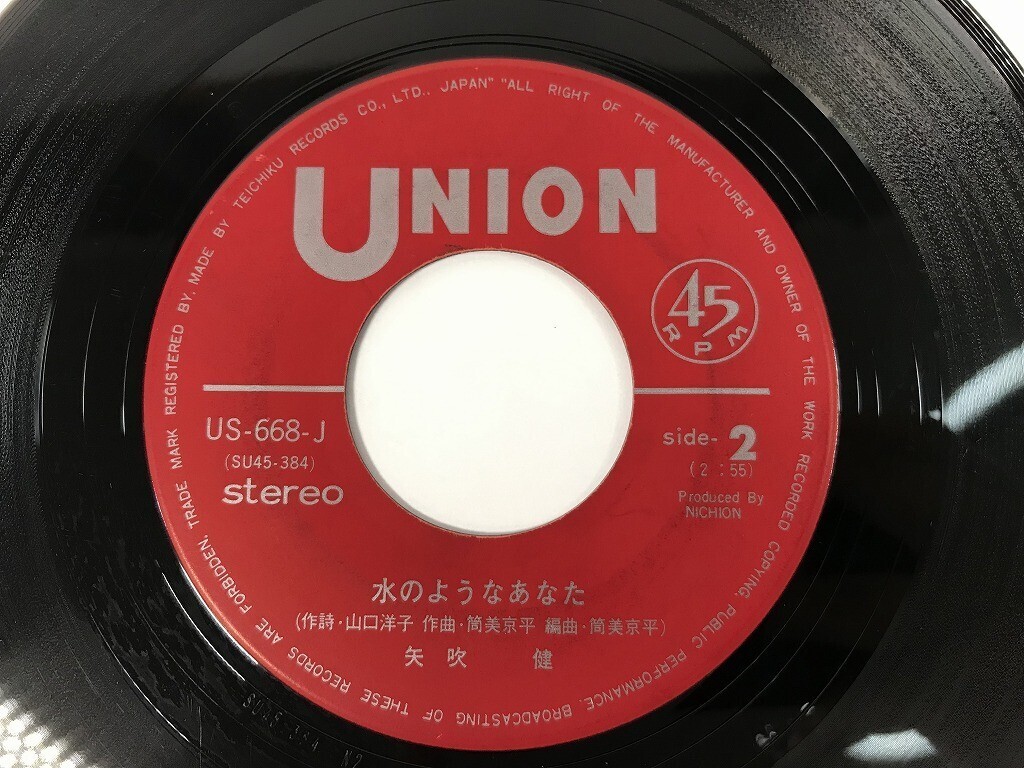 TRADE MARK REGISTERED BY. MADE BY TEICHIKU RECORDS CO., LTD., JAPAN" "ALL RIGHT OF THE MANUFACTURER AND OWNER OF THE WORK RECORDED COPYING, PUBLIC PERFORMANCE, BROADCASTING OF THESE RECORDS ARE FORBIDDEN,
UNION
45
RPM
US-668-J
(SU45-384)
stereo
side-2
(2:55)
Produced By
NICHION
水のようなあなた
(作詩・山口洋子 作曲・筒美京平 編曲・筒美京平)
矢吹 健